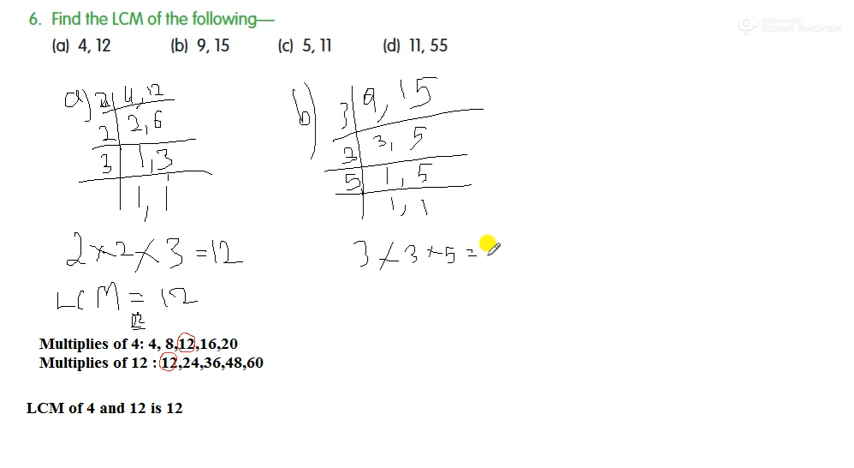 6. Find the LCM of the following—
(a) 4, 12 (b) 9, 15 (c) 5, 11 (d) 11, 55
Screen Recorder
a) 2 4, 12
2 2, 6
3 1, 3
1, 1
2 × 2 × 3 = 12
LCM = 12
b) 3 9, 15
3 3, 5
5 1, 5
1, 1
3 × 3 × 5 =
Multiples of 4: 4, 8,12,16,20
Multiples of 12 : 12,24,36,48,60
LCM of 4 and 12 is 12